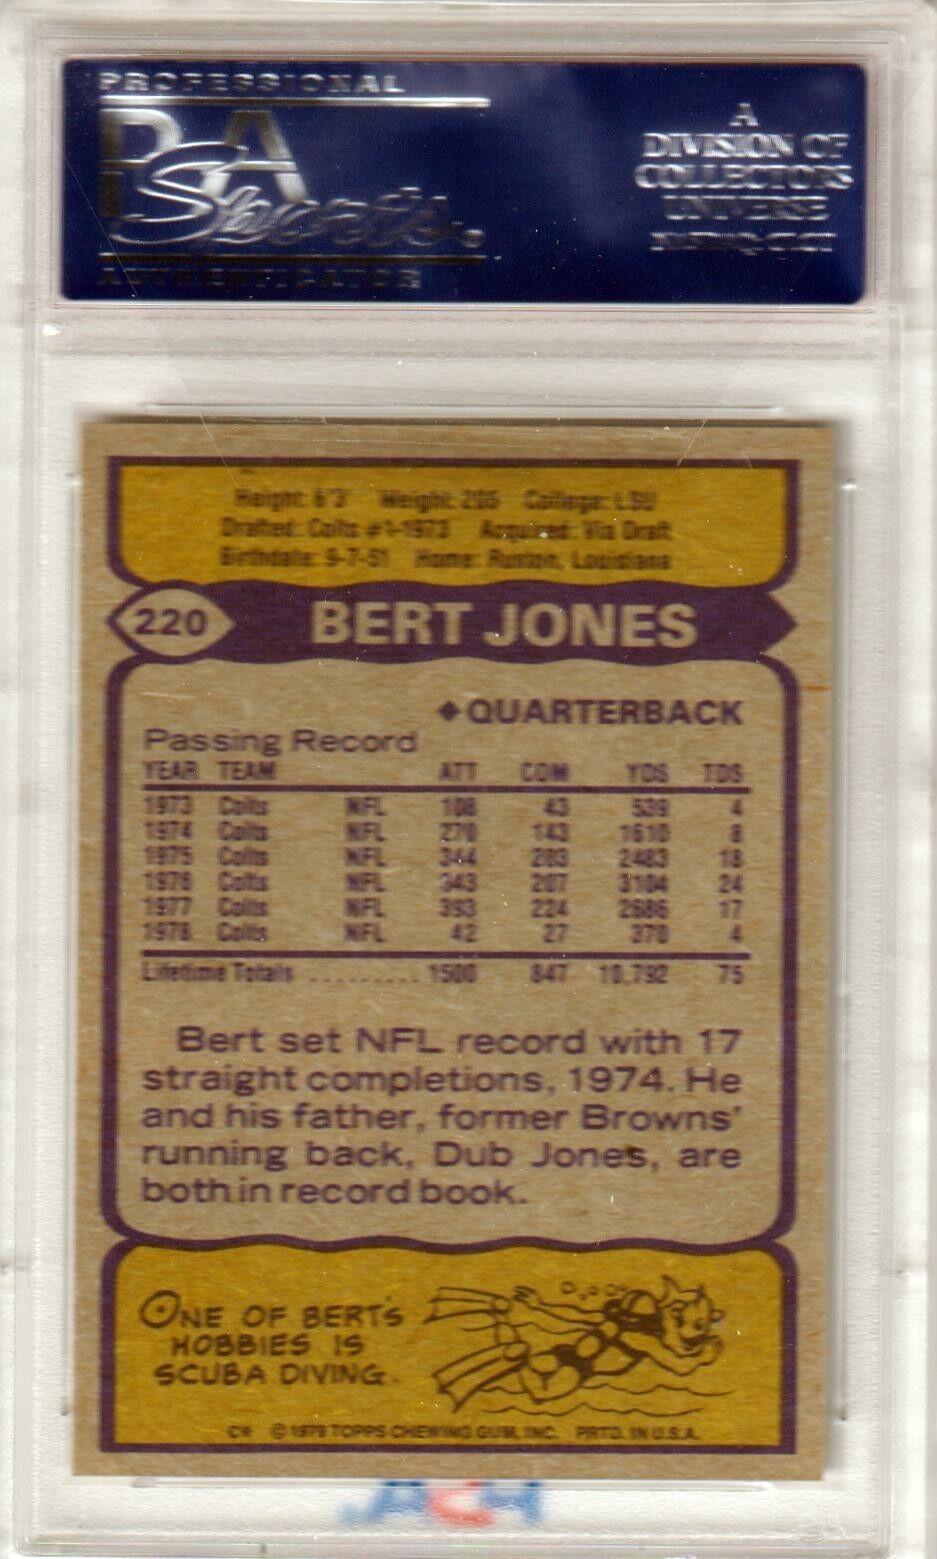 PROFESSIONAL
PSA
Sports
AUTHENTICATOR
A
DIVISION OF
COLLECTORS
UNIVERSE
NASDAQ: CLCT
Height: 6'3" Weight: 205 College: LSU
Drafted: Colts #1-1973 Acquired: Via Draft
Birthdate: 9-7-51 Home: Ruston, Louisiana
220
BERT JONES
◆QUARTERBACK
Passing Record
YEAR TEAM ATT COM YDS TDS
1973 Colts NFL 108 43 539 4
1974 Colts NFL 270 143 1610 8
1975 Colts NFL 344 203 2483 18
1976 Colts NFL 343 207 3104 24
1977 Colts NFL 393 224 2686 17
1978 Colts NFL 42 27 370 4
Lifetime Totals ......... 1500 847 10,792 75
Bert set NFL record with 17
straight completions, 1974. He
and his father, former Browns'
running back, Dub Jones, are
both in record book.
ONE OF BERT'S
HOBBIES IS
SCUBA DIVING.
© 1979 TOPPS CHEWING GUM, INC. PRTD. IN U.S.A.